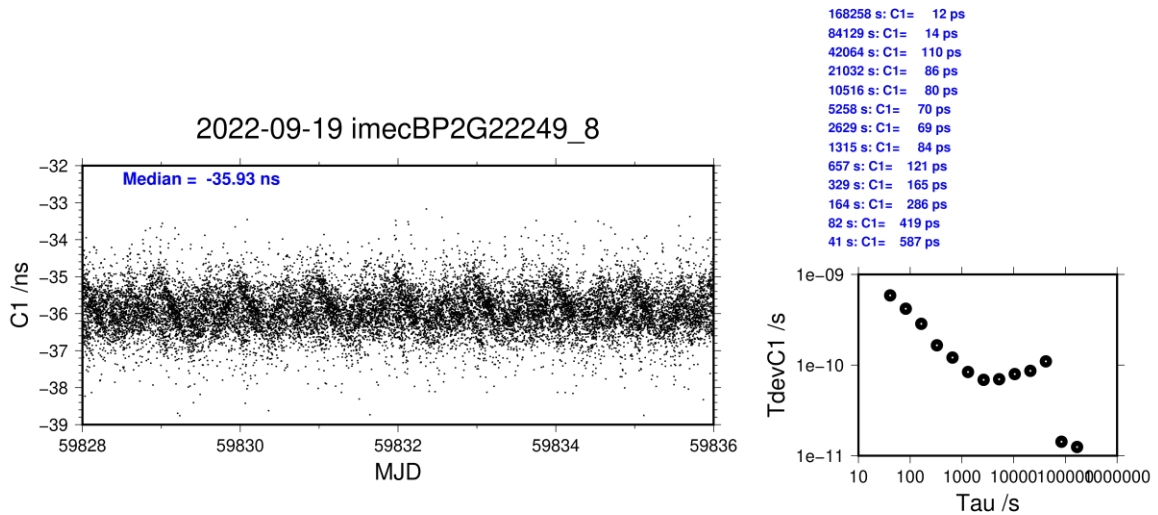 168258 s: C1= 12 ps
84129 s: C1= 14 ps
42064 s: C1= 110 ps
21032 s: C1= 86 ps
10516 s: C1= 80 ps
5258 s: C1= 70 ps
2629 s: C1= 69 ps
1315 s: C1= 84 ps
657 s: C1= 121 ps
329 s: C1= 165 ps
164 s: C1= 286 ps
82 s: C1= 419 ps
41 s: C1= 587 ps
2022-09-19 imecBP2G22249_8
Median = -35.93 ns
−32
−33
−34
−35
−36
−37
−38
−39
C1 /ns
59828 59830 59832 59834 59836
MJD
1e−09
1e−10
1e−11
TdevC1 /s
10 100 1000 10000 100000 1000000
Tau /s